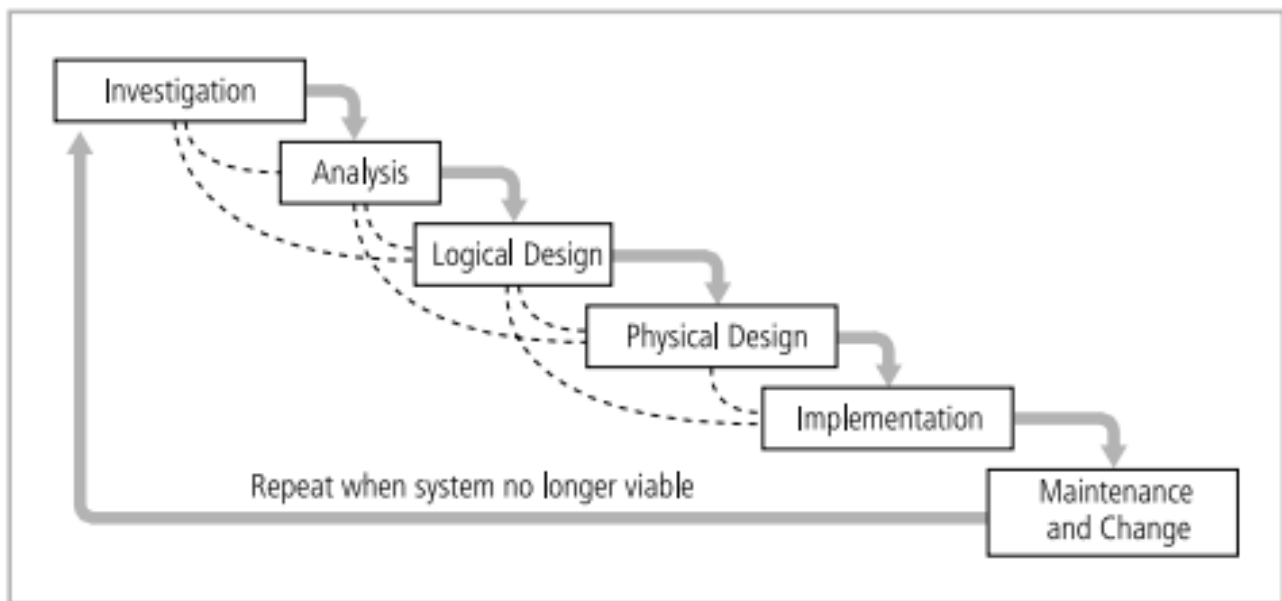 Investigation
Analysis
Logical Design
Physical Design
Implementation
Repeat when system no longer viable
Maintenance
and Change